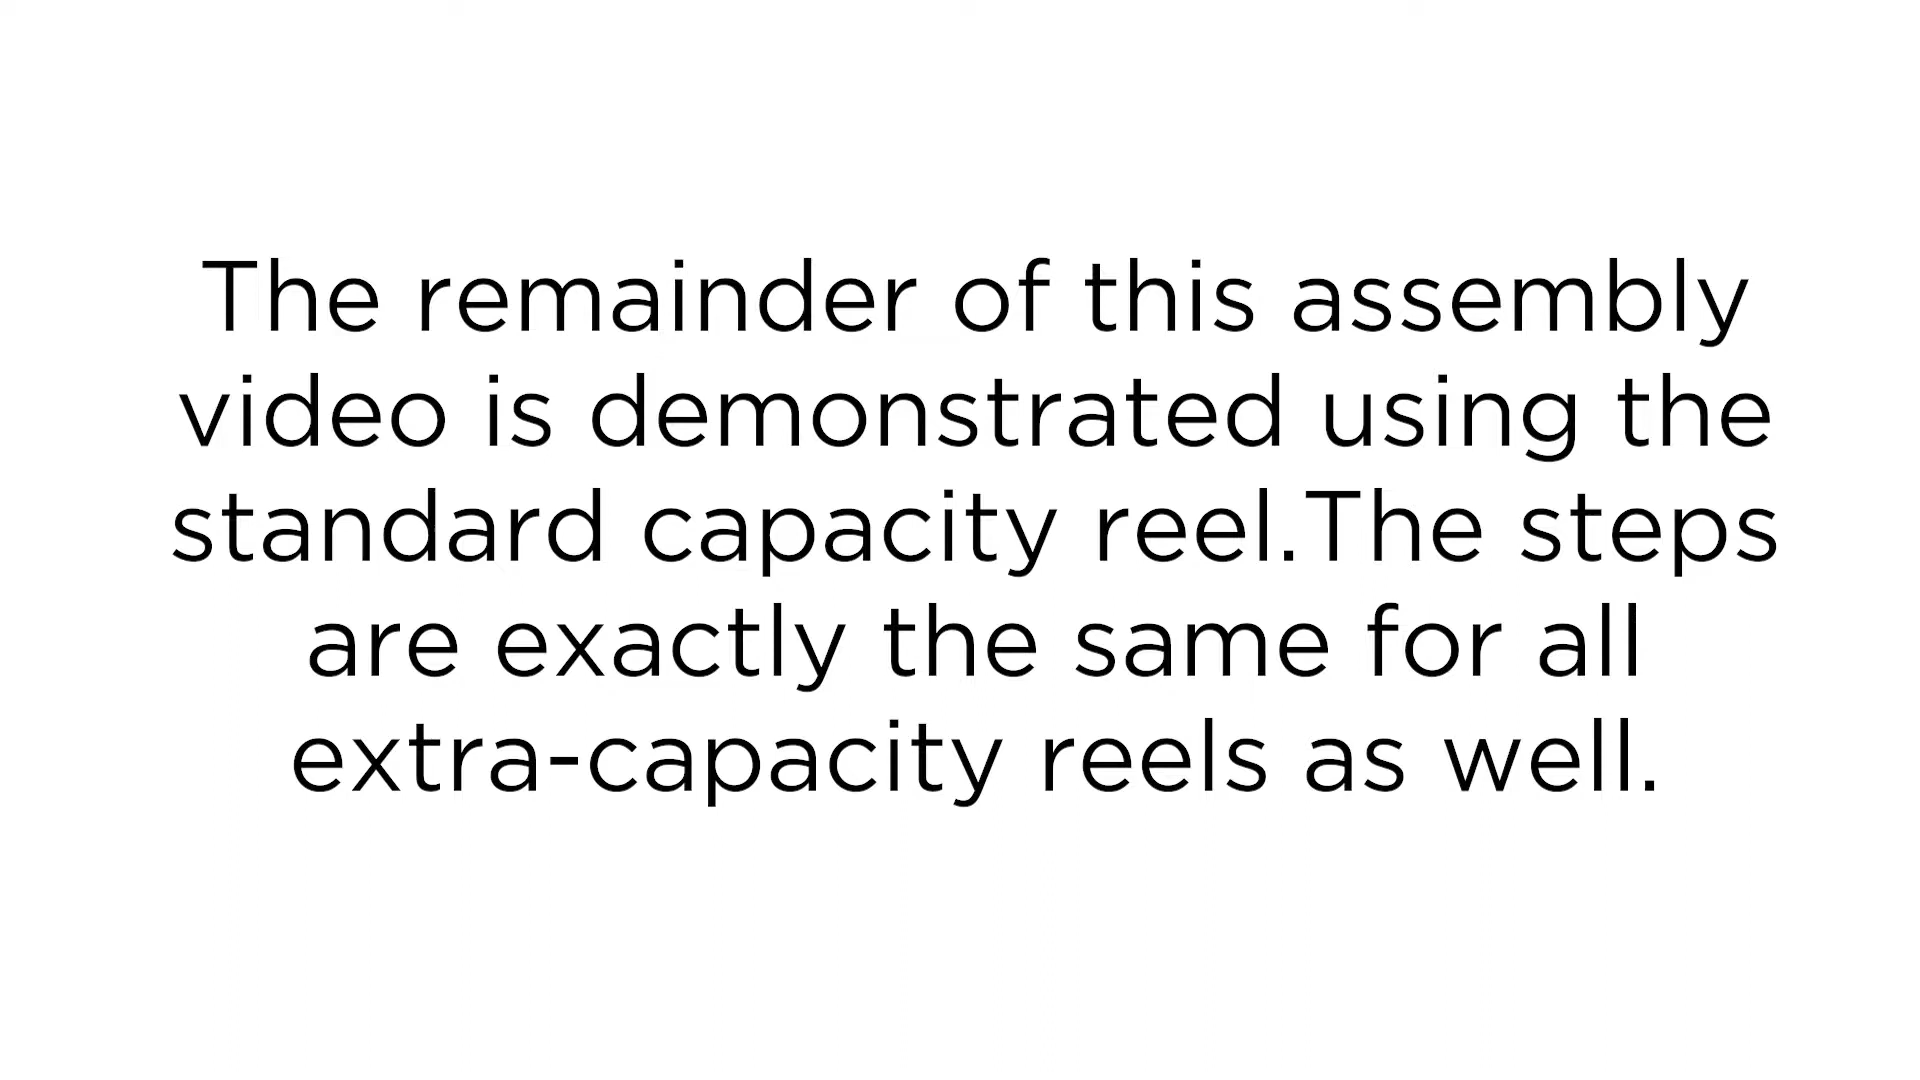 The remainder of this assembly
video is demonstrated using the
standard capacity reel.The steps
are exactly the same for all
extra-capacity reels as well.